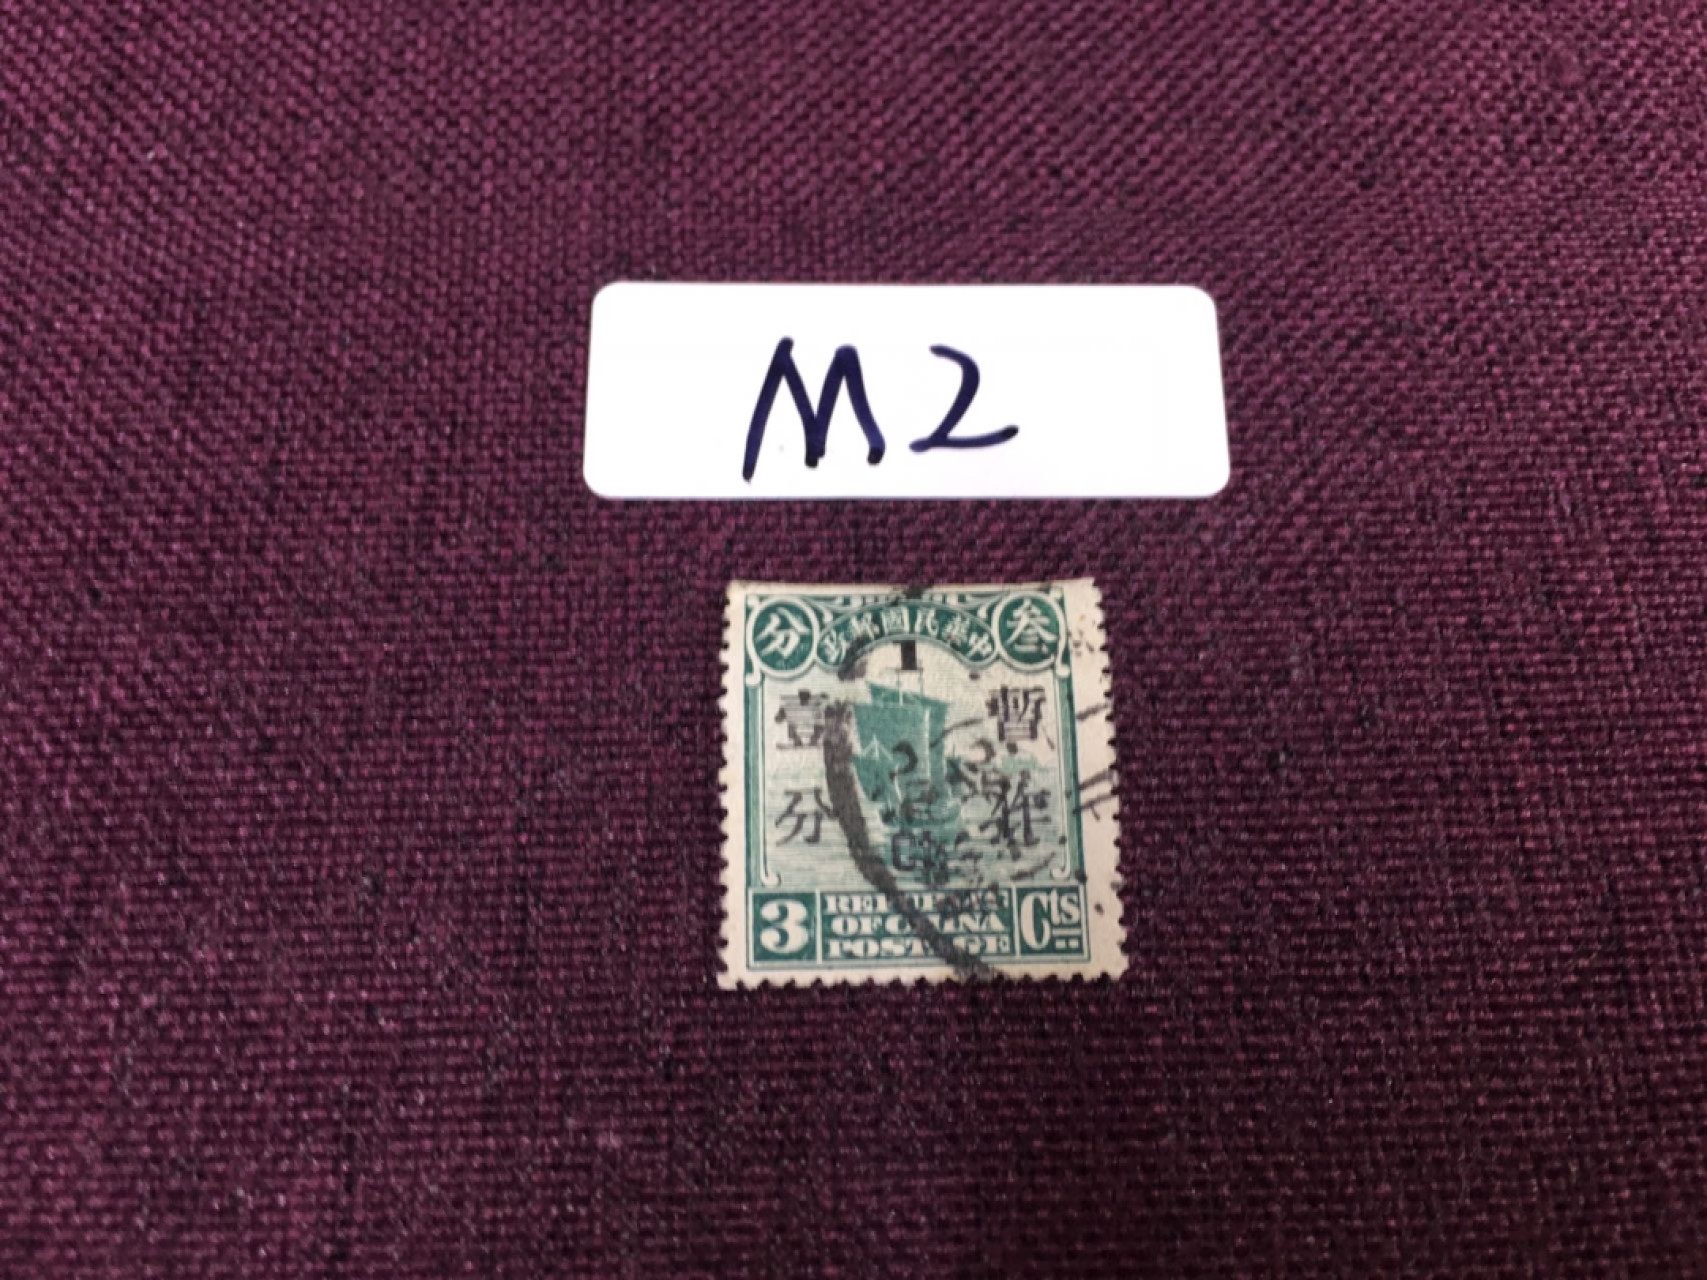 M2
分 政郵國民華中 叁
1
壹 暫
分 作
3 REPUBLIC OF CHINA POSTAGE Cts